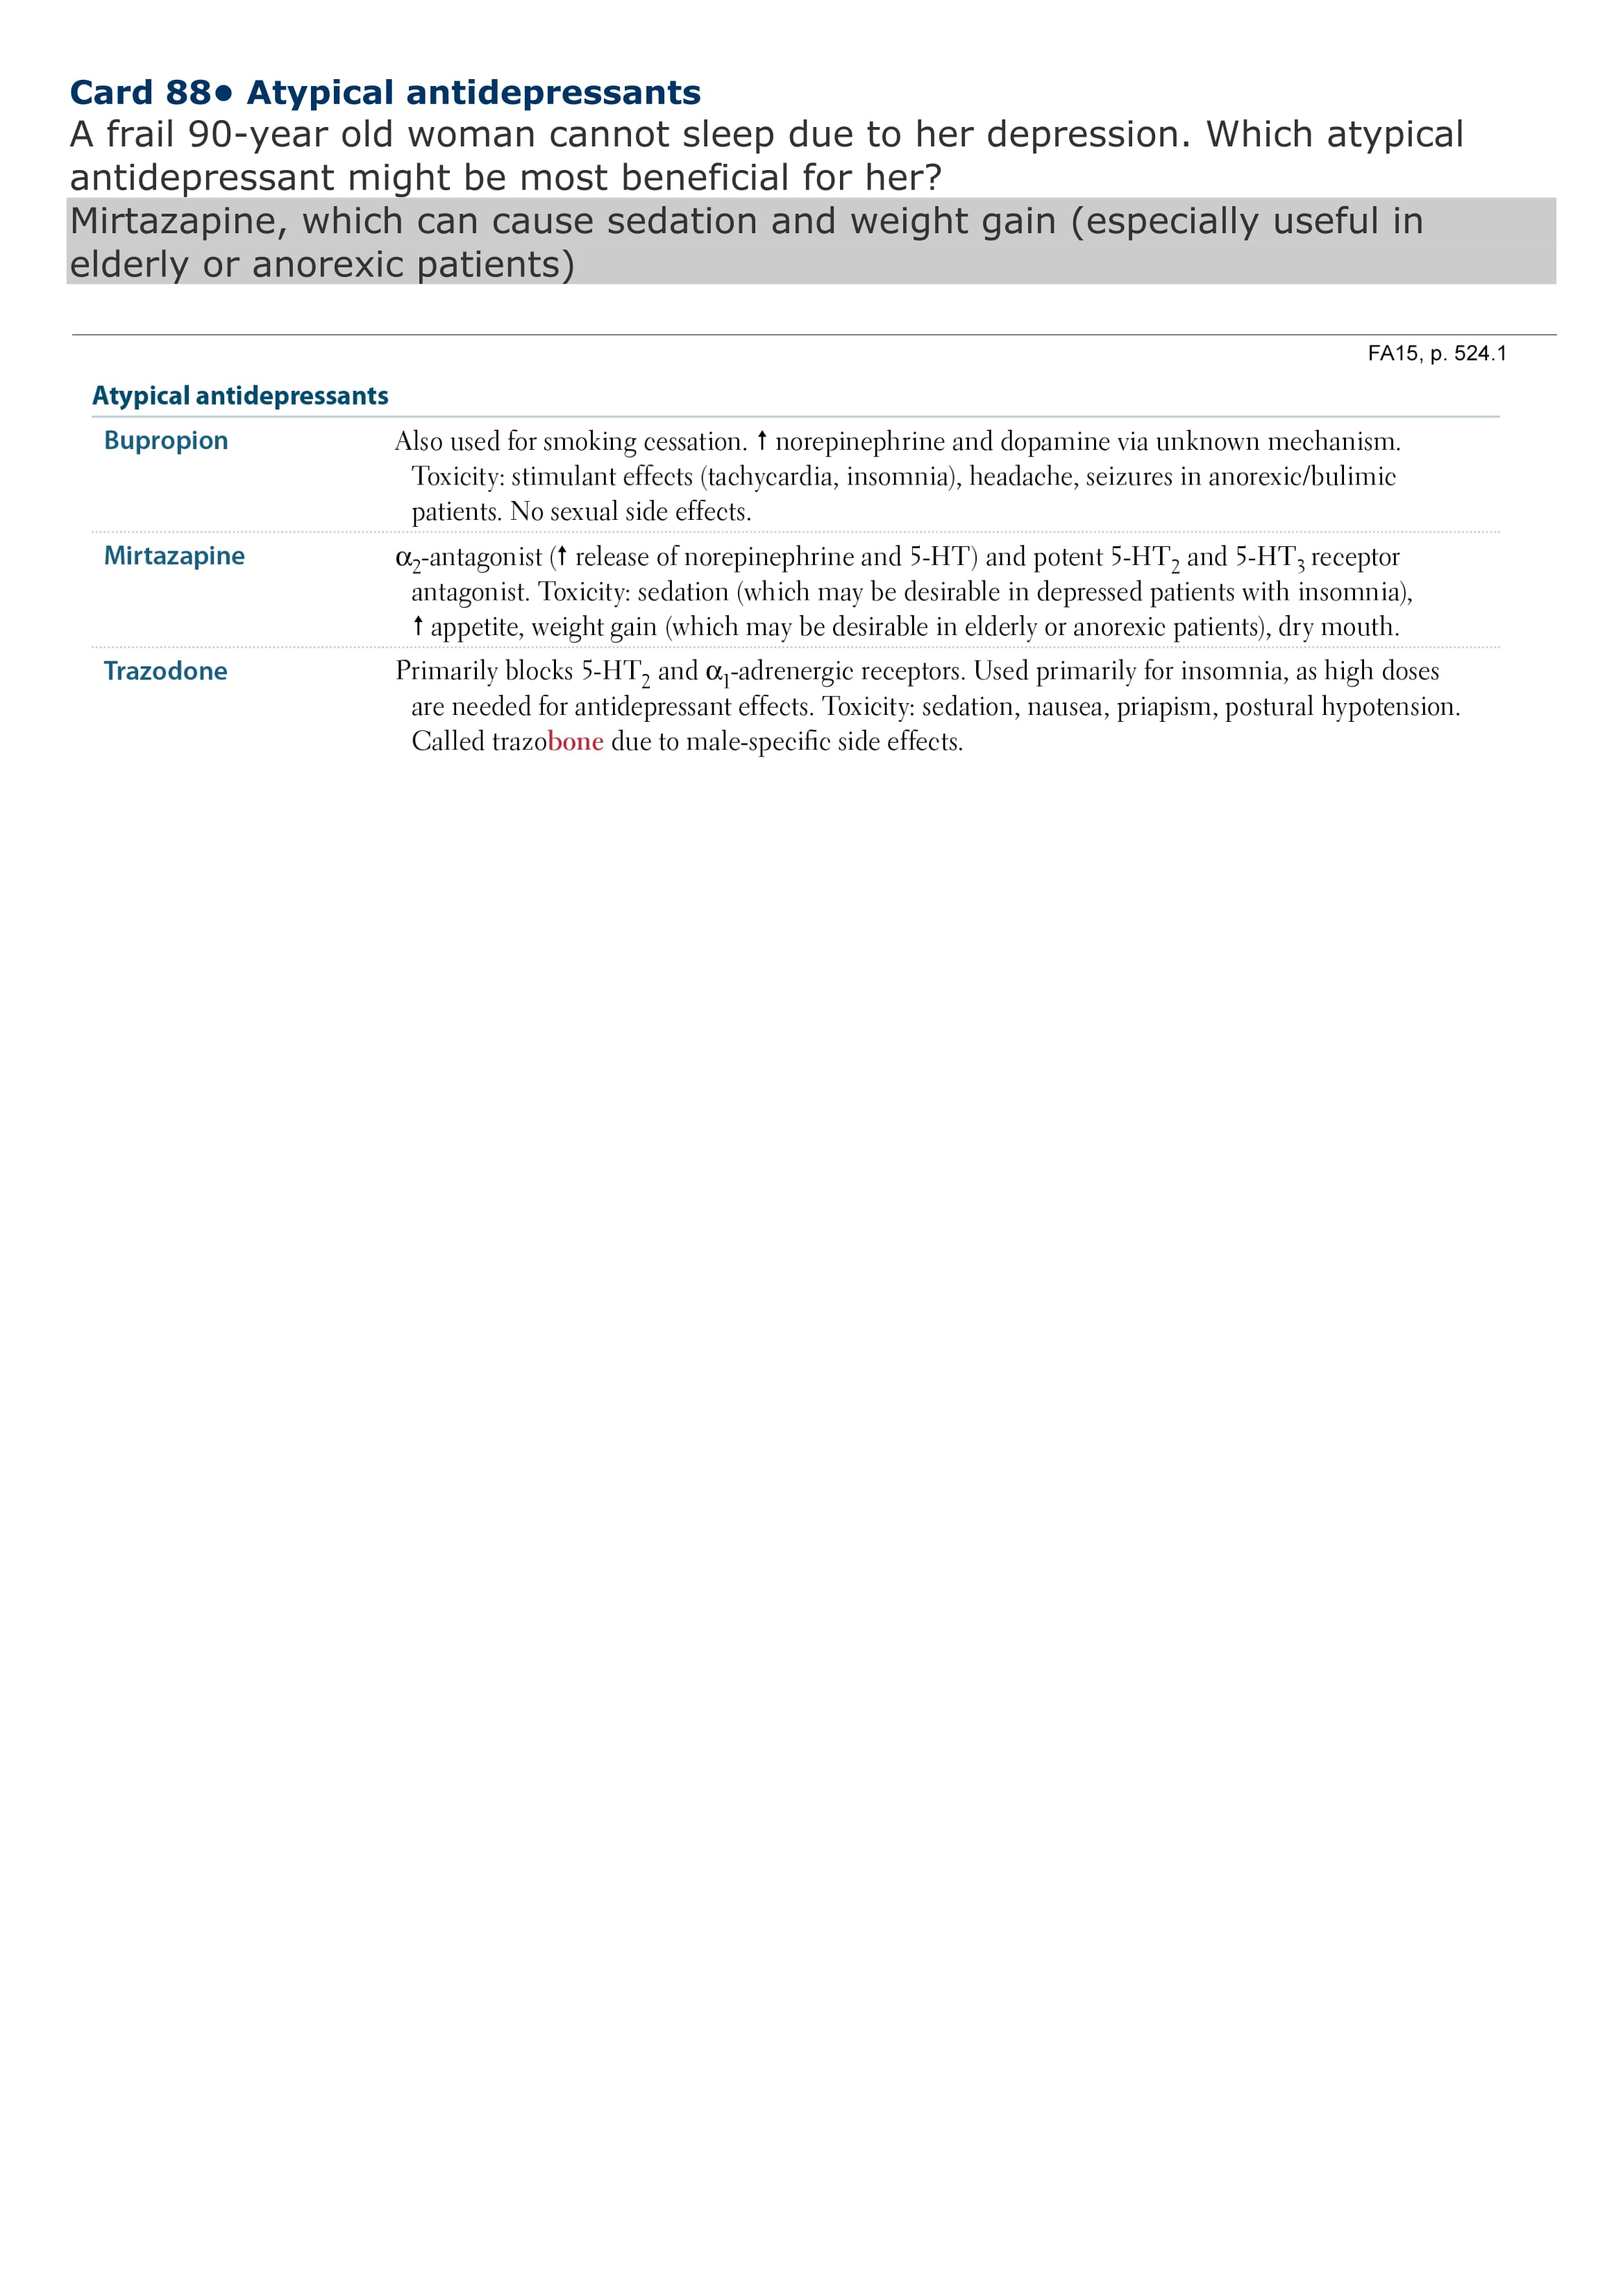 Card 88● Atypical antidepressants
A frail 90-year old woman cannot sleep due to her depression. Which atypical
antidepressant might be most beneficial for her?
Mirtazapine, which can cause sedation and weight gain (especially useful in
elderly or anorexic patients)
FA15, p. 524.1
Atypical antidepressants
Bupropion
Also used for smoking cessation. ↑ norepinephrine and dopamine via unknown mechanism.
Toxicity: stimulant effects (tachycardia, insomnia), headache, seizures in anorexic/bulimic
patients. No sexual side effects.
Mirtazapine
α₂-antagonist (↑ release of norepinephrine and 5-HT) and potent 5-HT₂ and 5-HT₃ receptor
antagonist. Toxicity: sedation (which may be desirable in depressed patients with insomnia),
↑ appetite, weight gain (which may be desirable in elderly or anorexic patients), dry mouth.
Trazodone
Primarily blocks 5-HT₂ and α₁-adrenergic receptors. Used primarily for insomnia, as high doses
are needed for antidepressant effects. Toxicity: sedation, nausea, priapism, postural hypotension.
Called trazobone due to male-specific side effects.